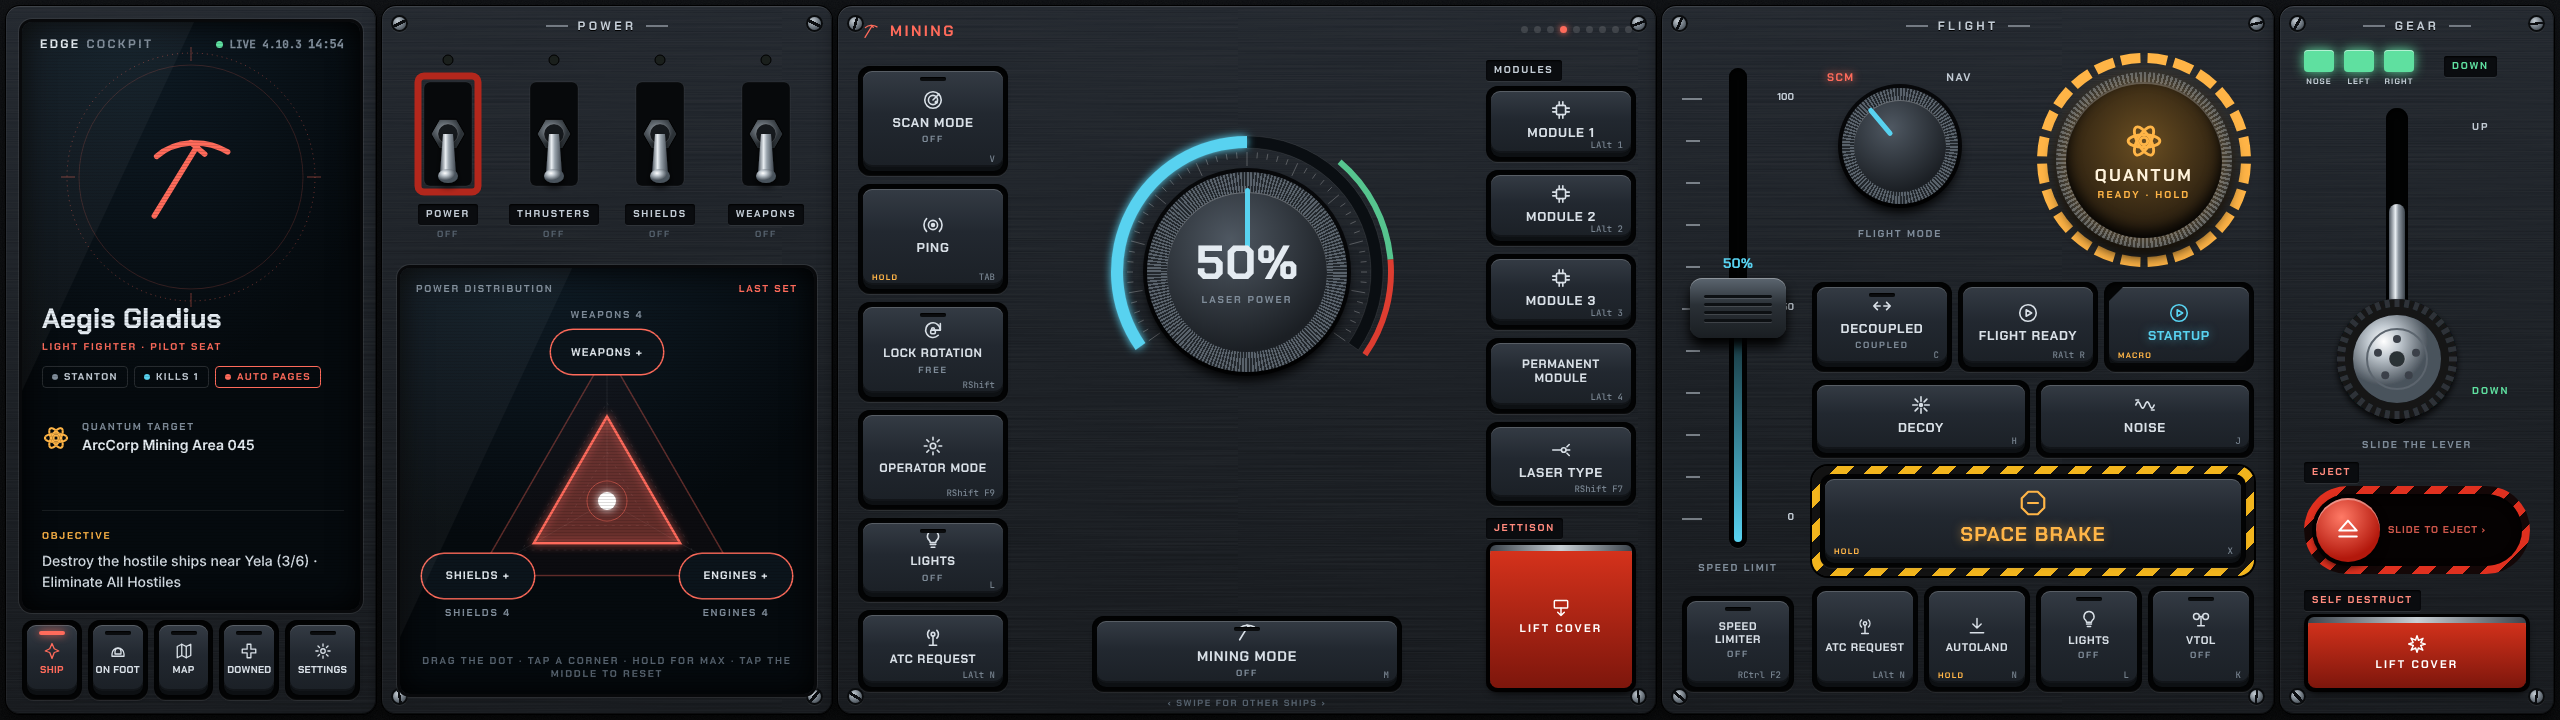 EDGE COCKPIT
LIVE 4.10.3 14:54
Aegis Gladius
LIGHT FIGHTER · PILOT SEAT
STANTON
KILLS 1
AUTO PAGES
QUANTUM TARGET
ArcCorp Mining Area 045
OBJECTIVE
Destroy the hostile ships near Yela (3/6) ·
Eliminate All Hostiles
SHIP
ON FOOT
MAP
DOWNED
SETTINGS
POWER
POWER
OFF
THRUSTERS
OFF
SHIELDS
OFF
WEAPONS
OFF
POWER DISTRIBUTION
LAST SET
WEAPONS 4
WEAPONS +
SHIELDS +
ENGINES +
SHIELDS 4
ENGINES 4
DRAG THE DOT · TAP A CORNER · HOLD FOR MAX · TAP THE
MIDDLE TO RESET
MINING
SCAN MODE
OFF
V
PING
HOLD
TAB
LOCK ROTATION
FREE
RShift
OPERATOR MODE
RShift F9
LIGHTS
OFF
L
ATC REQUEST
LAlt N
50%
LASER POWER
MINING MODE
OFF
M
‹ SWIPE FOR OTHER SHIPS ›
MODULES
MODULE 1
LAlt 1
MODULE 2
LAlt 2
MODULE 3
LAlt 3
PERMANENT
MODULE
LAlt 4
LASER TYPE
RShift F7
JETTISON
LIFT COVER
FLIGHT
100
50%
0
SPEED LIMIT
SPEED
LIMITER
OFF
RCtrl F2
SCM
NAV
FLIGHT MODE
QUANTUM
READY · HOLD
DECOUPLED
COUPLED
C
FLIGHT READY
RAlt R
STARTUP
MACRO
DECOY
H
NOISE
J
SPACE BRAKE
HOLD
X
ATC REQUEST
LAlt N
AUTOLAND
HOLD
N
LIGHTS
OFF
L
VTOL
OFF
K
GEAR
NOSE
LEFT
RIGHT
DOWN
UP
DOWN
SLIDE THE LEVER
EJECT
SLIDE TO EJECT ›
SELF DESTRUCT
LIFT COVER